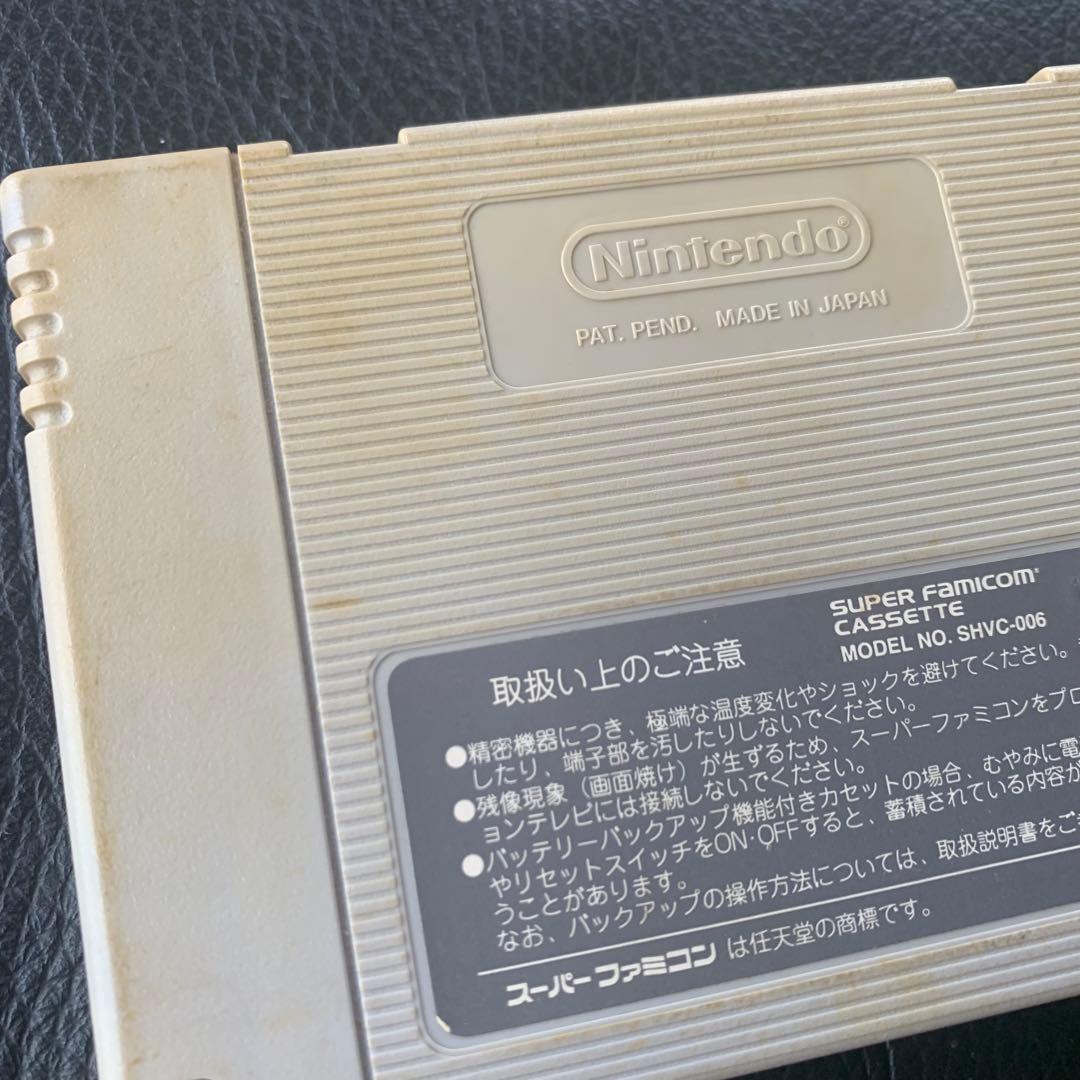 Nintendo®
PAT. PEND. MADE IN JAPAN
SUPER FAMICOM
CASSETTE
MODEL NO. SHVC-006
取扱い上のご注意
●精密機器につき、極端な温度変化やショックを避けてください。
したり、端子部を汚したりしないでください。
●残像現象（画面焼け）が生ずるため、スーパーファミコンをプロ
ョンテレビには接続しないでください。
●バッテリーバックアップ機能付きカセットの場合、むやみに電
やリセットスイッチをON・OFFすると、蓄積されている内容が
うことがあります。
なお、バックアップの操作方法については、取扱説明書をご
スーパーファミコンは任天堂の商標です。